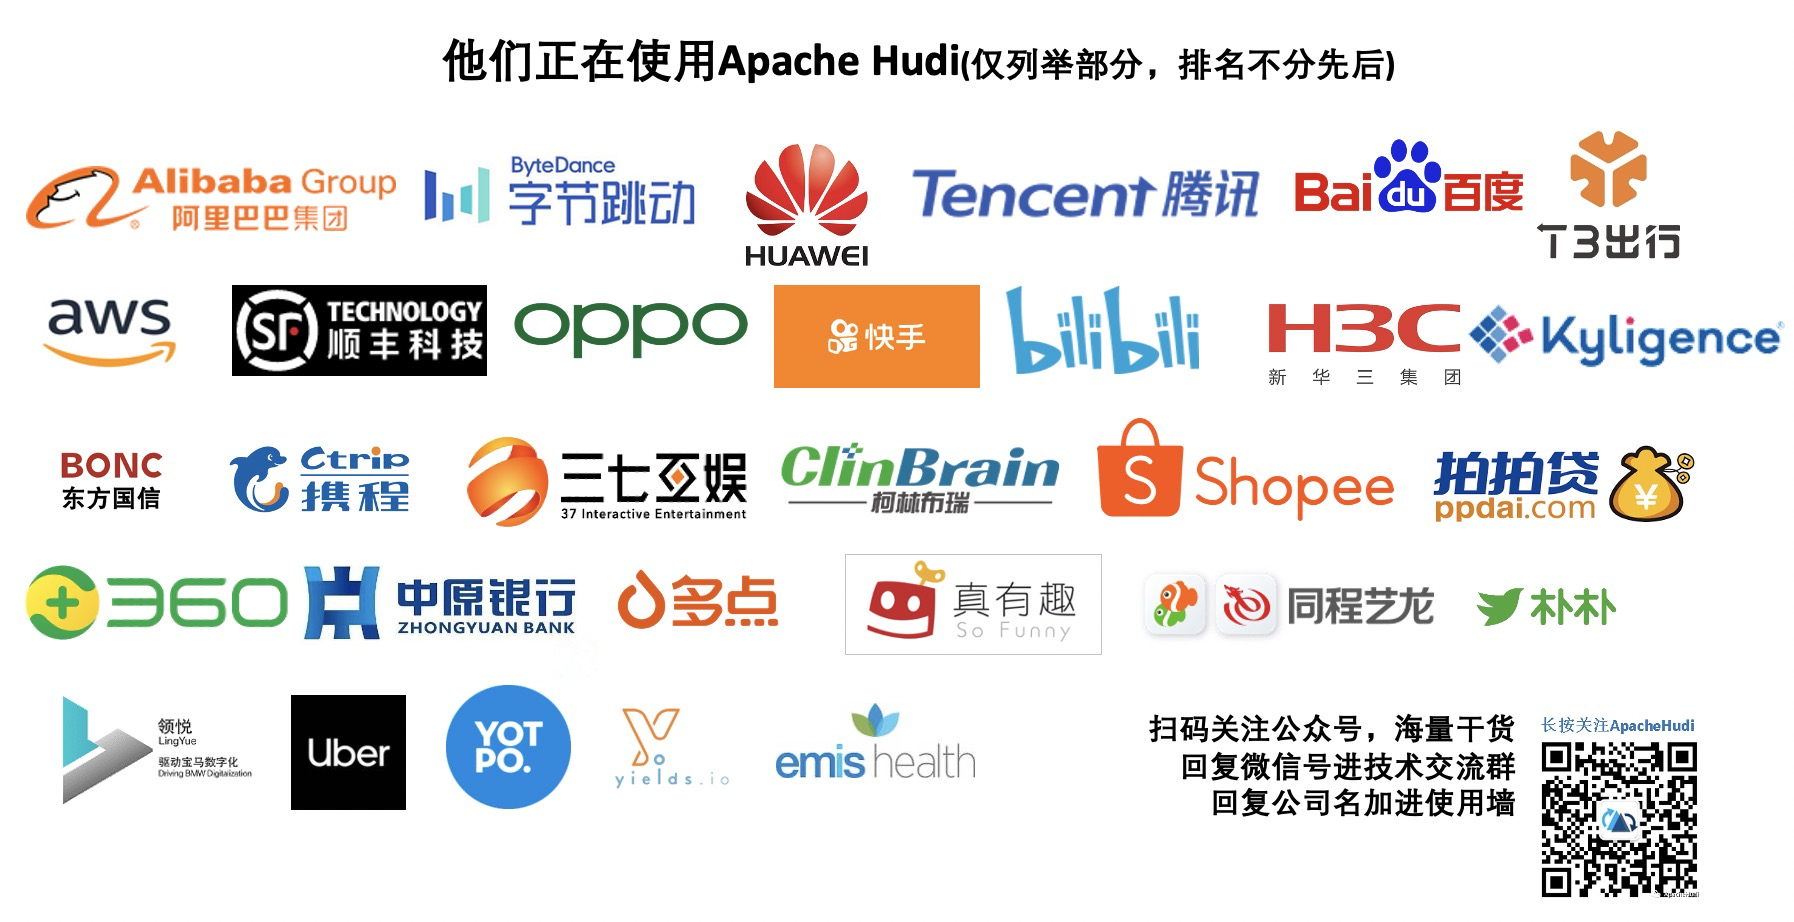 他们正在使用Apache Hudi(仅列举部分，排名不分先后)
Alibaba Group
阿里巴巴集团
ByteDance
字节跳动
HUAWEI
Tencent 腾讯
Bai du 百度
T3出行
aws
SF TECHNOLOGY
顺丰科技
oppo
快手
bilibili
H3C
新华三集团
Kyligence
BONC
东方国信
Ctrip
携程
三七互娱
37 Interactive Entertainment
ClinBrain
柯林布瑞
S Shopee
拍拍贷
ppdai.com
¥
360
中原银行
ZHONGYUAN BANK
多点
真有趣
So Funny
同程艺龙
朴朴
领悦
LingYue
驱动宝马数字化
Driving BMW Digitalization
Uber
YOT
PO.
yields.io
emis health
扫码关注公众号，海量干货
回复微信号进技术交流群
回复公司名加进使用墙
长按关注ApacheHudi